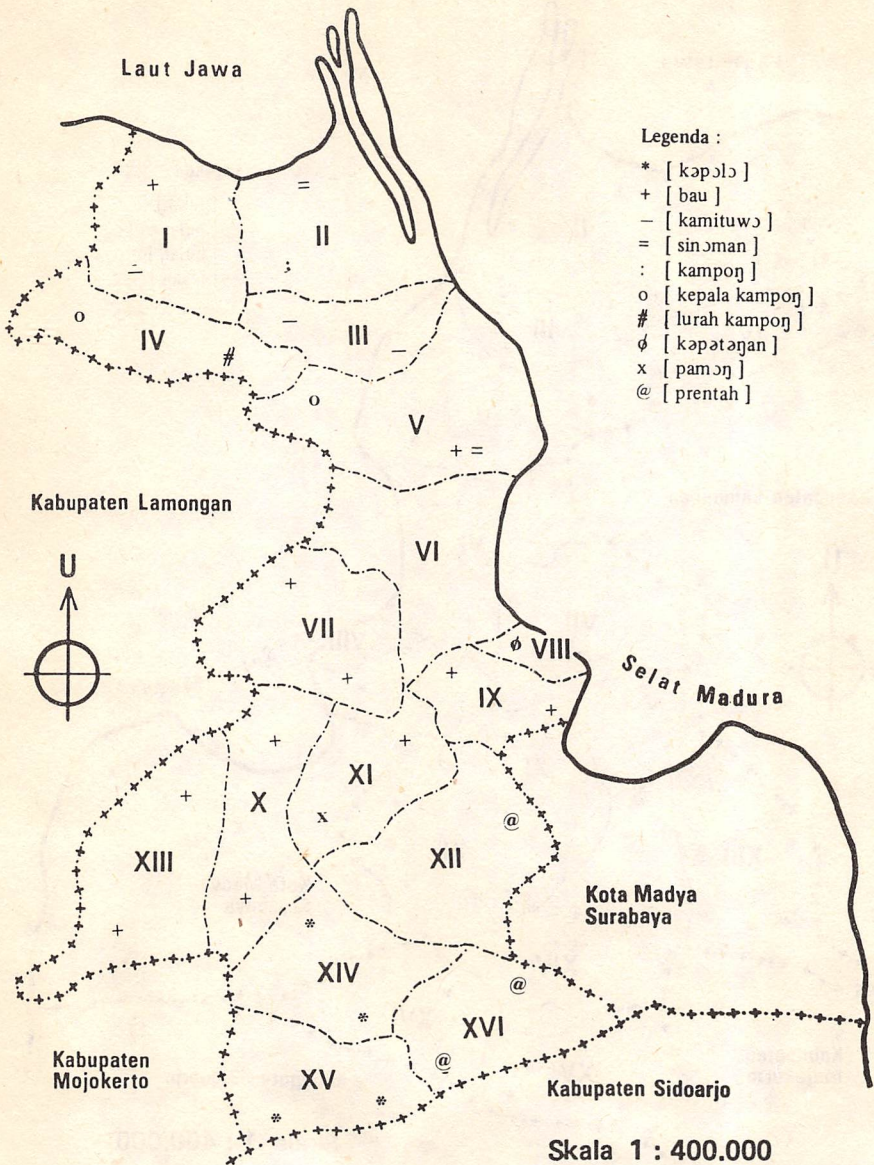 Laut Jawa
Legenda :
* [ kəpɔlɔ ]
+ [ bau ]
– [ kamituwɔ ]
= [ sinɔman ]
: [ kampoŋ ]
o [ kepala kampoŋ ]
# [ lurah kampoŋ ]
ɸ [ kəpətəŋan ]
x [ pamɔŋ ]
@ [ prentah ]
+
=
I
II
–
;
o
–
III
IV
#
–
o
V
+ =
Kabupaten Lamongan
VI
U
+
VII
ɸ VIII
+
+
IX
+
Selat Madura
+
+
XI
+
X
x
@
XIII
XII
Kota Madya
Surabaya
+
+
*
XIV
@
*
XVI
Kabupaten
Mojokerto
XV
@
*
*
Kabupaten Sidoarjo
Skala 1 : 400.000